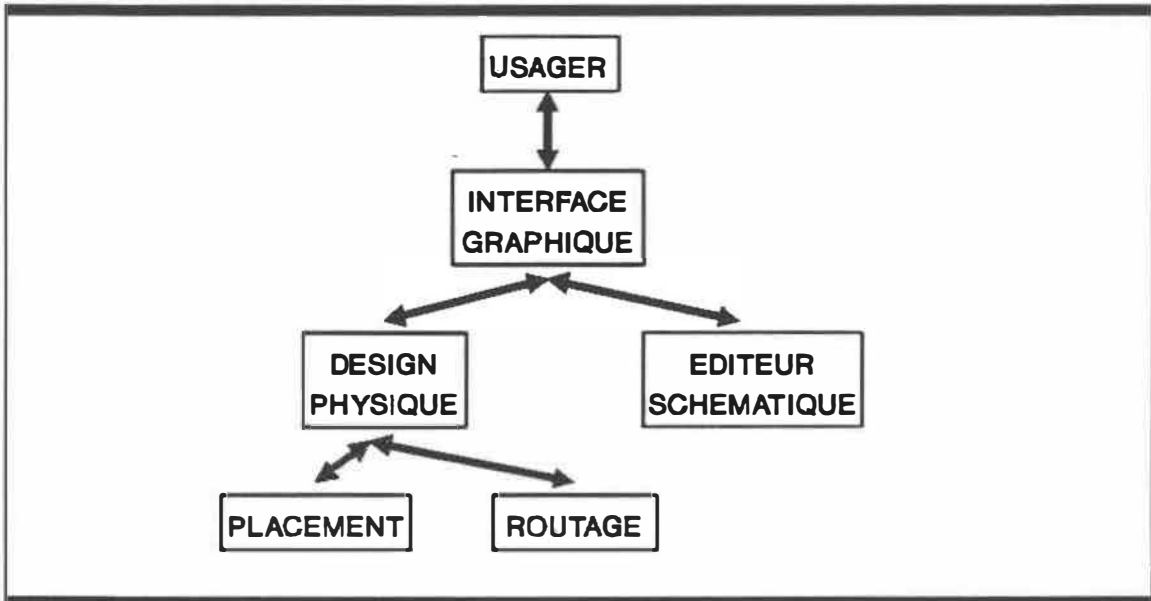 USAGER
INTERFACE
GRAPHIQUE
DESIGN
PHYSIQUE
EDITEUR
SCHEMATIQUE
PLACEMENT
ROUTAGE